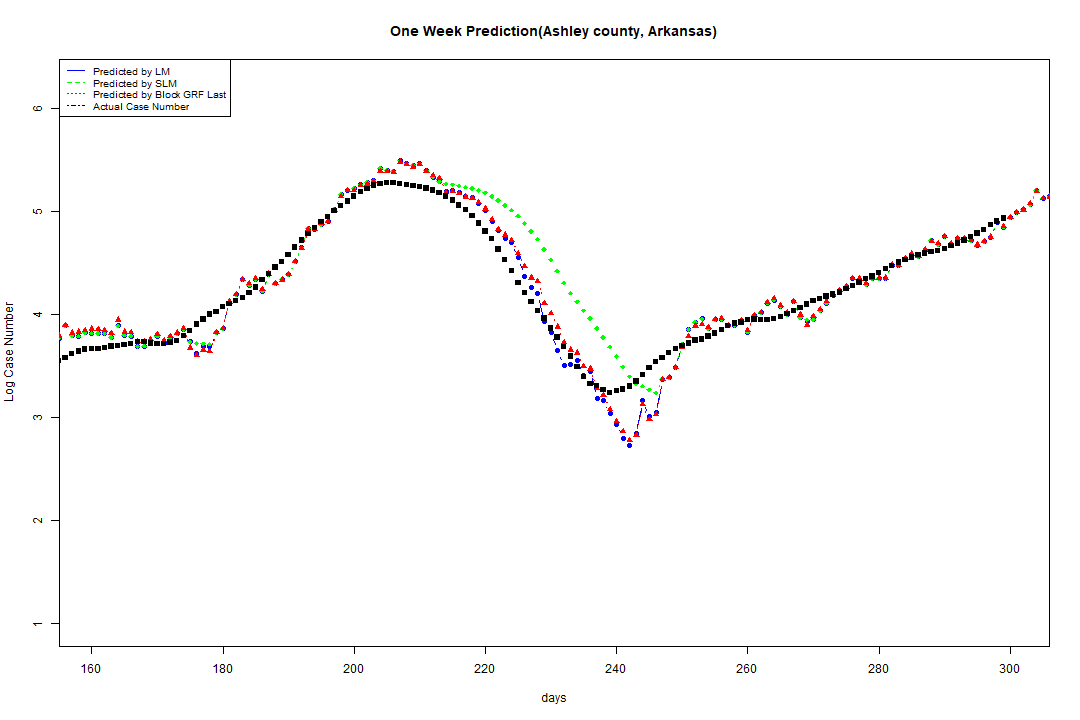 One Week Prediction(Ashley county, Arkansas)
Predicted by LM
Predicted by SLM
Predicted by Block GRF Last
Actual Case Number
6
5
4
3
2
1
Log Case Number
160 180 200 220 240 260 280 300
days